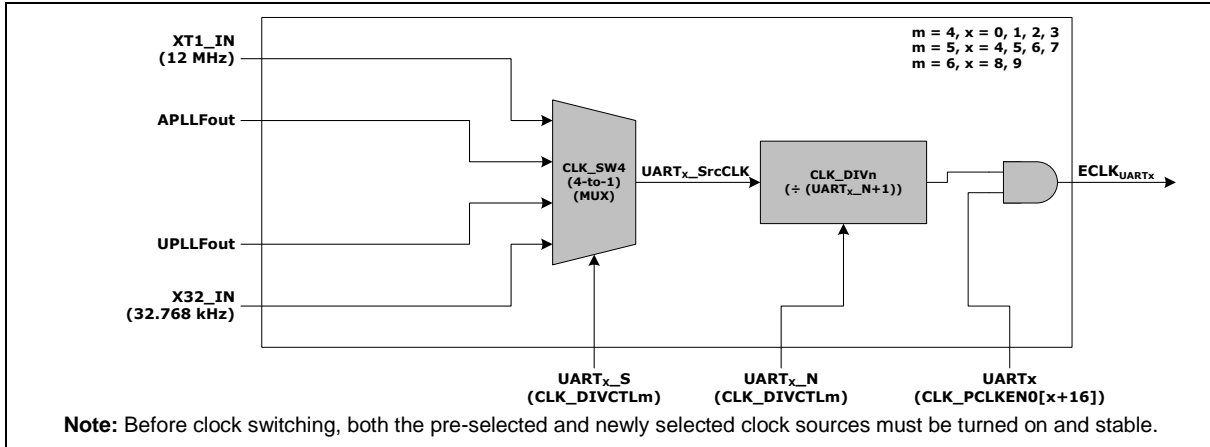 m = 4, x = 0, 1, 2, 3
m = 5, x = 4, 5, 6, 7
m = 6, x = 8, 9
XT1_IN
(12 MHz)
APLLFout
UPLLFout
X32_IN
(32.768 kHz)
CLK_SW4
(4-to-1)
(MUX)
UARTx_SrcCLK
CLK_DIVn
(÷ (UARTx_N+1))
ECLKUARTx
UARTx_S
(CLK_DIVCTLm)
UARTx_N
(CLK_DIVCTLm)
UARTx
(CLK_PCLKEN0[x+16])
Note: Before clock switching, both the pre-selected and newly selected clock sources must be turned on and stable.